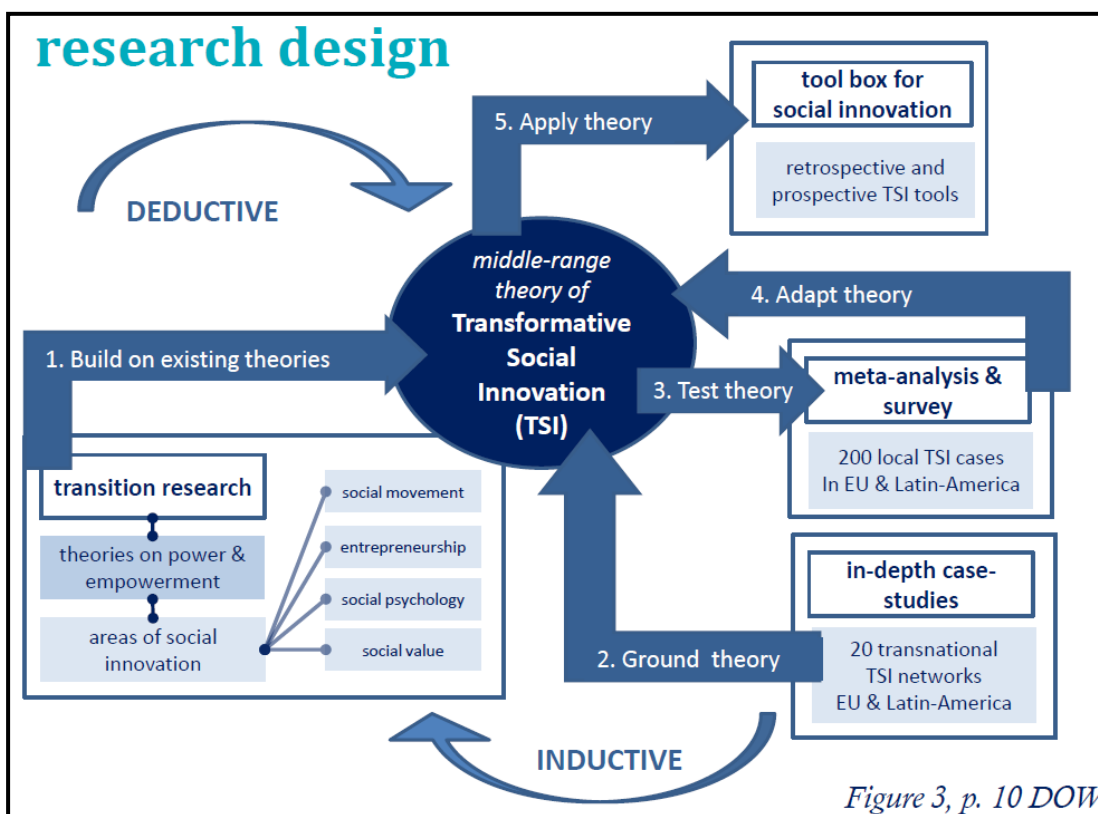 research design
DEDUCTIVE
5. Apply theory
tool box for
social innovation
retrospective and
prospective TSI tools
middle-range
theory of
Transformative
Social
Innovation
(TSI)
4. Adapt theory
1. Build on existing theories
3. Test theory
meta-analysis &
survey
200 local TSI cases
In EU & Latin-America
transition research
theories on power &
empowerment
areas of social
innovation
social movement
entrepreneurship
social psychology
social value
in-depth case-
studies
20 transnational
TSI networks
EU & Latin-America
2. Ground theory
INDUCTIVE
Figure 3, p. 10 DOW